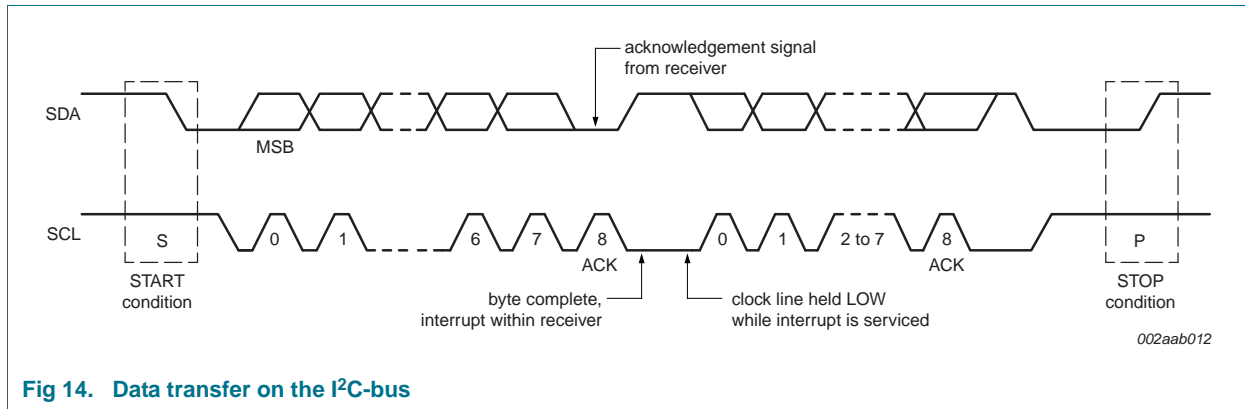 acknowledgement signal
from receiver
SDA
MSB
SCL
S
0
1
6
7
8
0
1
2 to 7
8
P
ACK
ACK
START
condition
byte complete,
interrupt within receiver
clock line held LOW
while interrupt is serviced
STOP
condition
002aab012
Fig 14. Data transfer on the I²C-bus